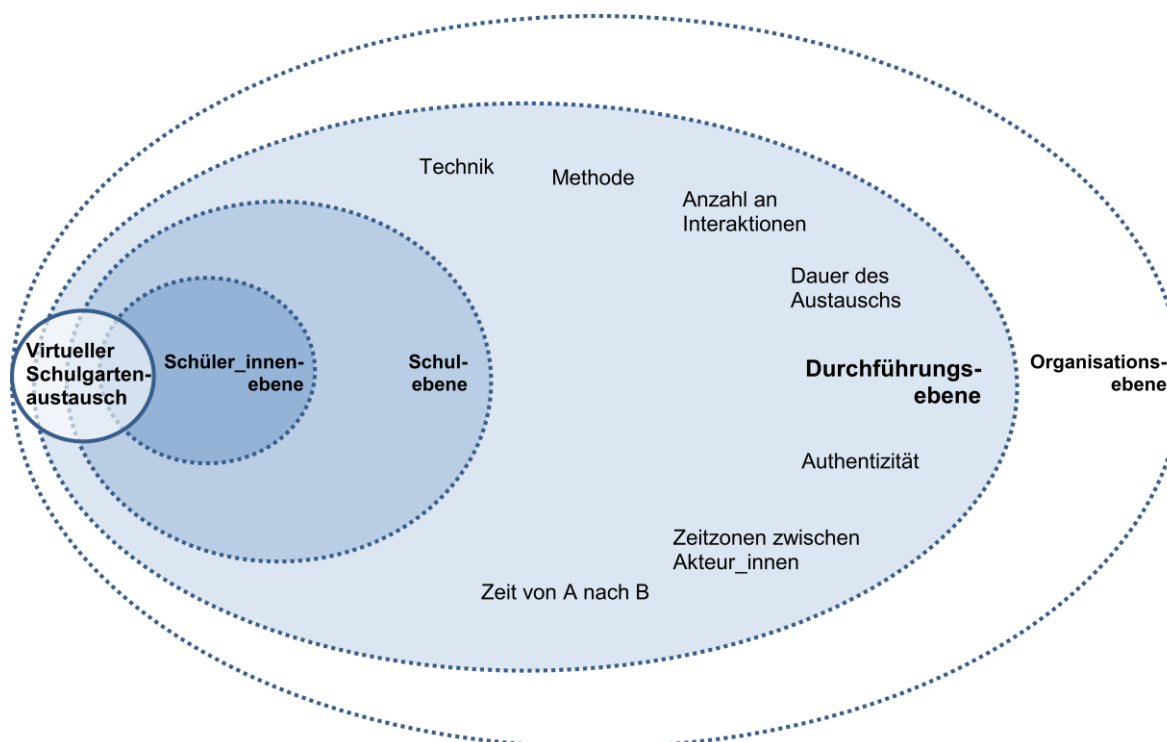 Technik
Methode
Anzahl an
Interaktionen
Dauer des
Austauschs
Virtueller
Schulgarten-
austausch
Schüler_innen-
ebene
Schul-
ebene
Durchführungs-
ebene
Organisations-
ebene
Authentizität
Zeitzonen zwischen
Akteur_innen
Zeit von A nach B